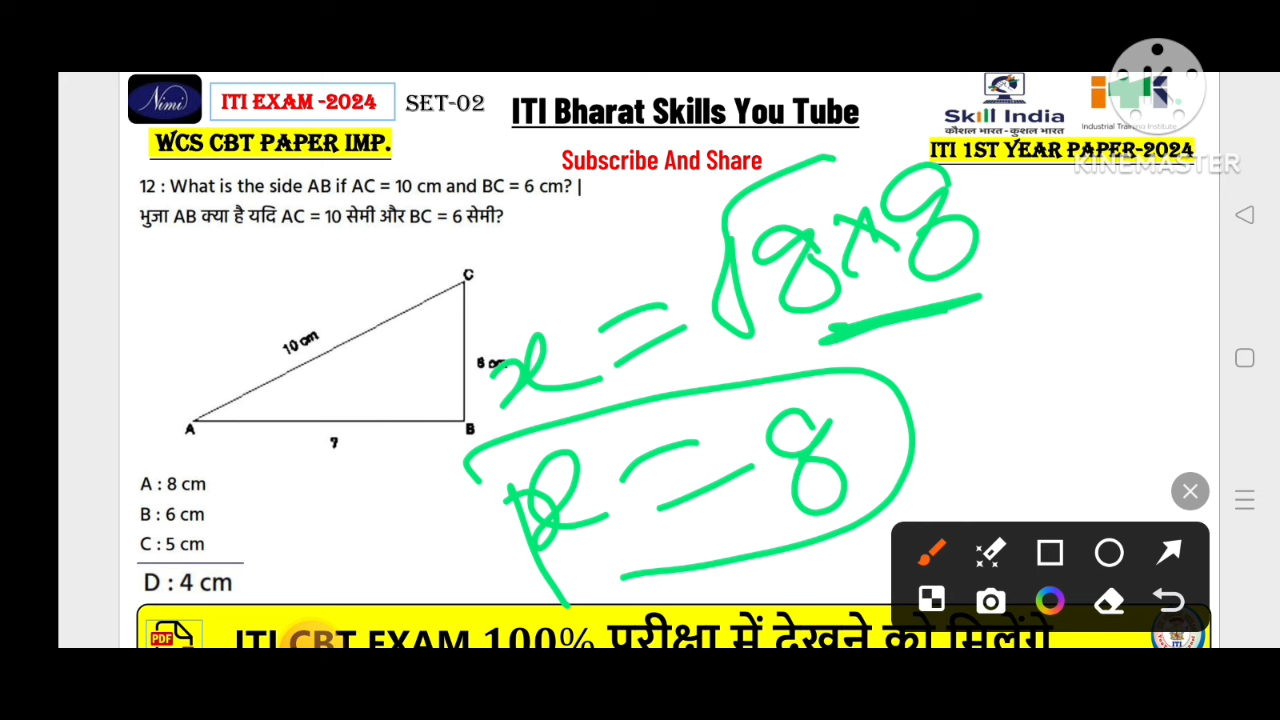 Nimi
ITI EXAM -2024
SET-02
ITI Bharat Skills You Tube
Skill India
कौशल भारत-कुशल भारत
Industrial Training Institute
WCS CBT PAPER IMP.
Subscribe And Share
ITI 1ST YEAR PAPER-2024
KINEMASTER
12 : What is the side AB if AC = 10 cm and BC = 6 cm? |
भुजा AB क्या है यदि AC = 10 सेमी और BC = 6 सेमी?
x = √8×8
C
10 cm
A
B
?
x = 8
A : 8 cm
B : 6 cm
C : 5 cm
D : 4 cm
PDF
ITI CBT EXAM 100% परीक्षा में देखने को मिलेंगे
ITI